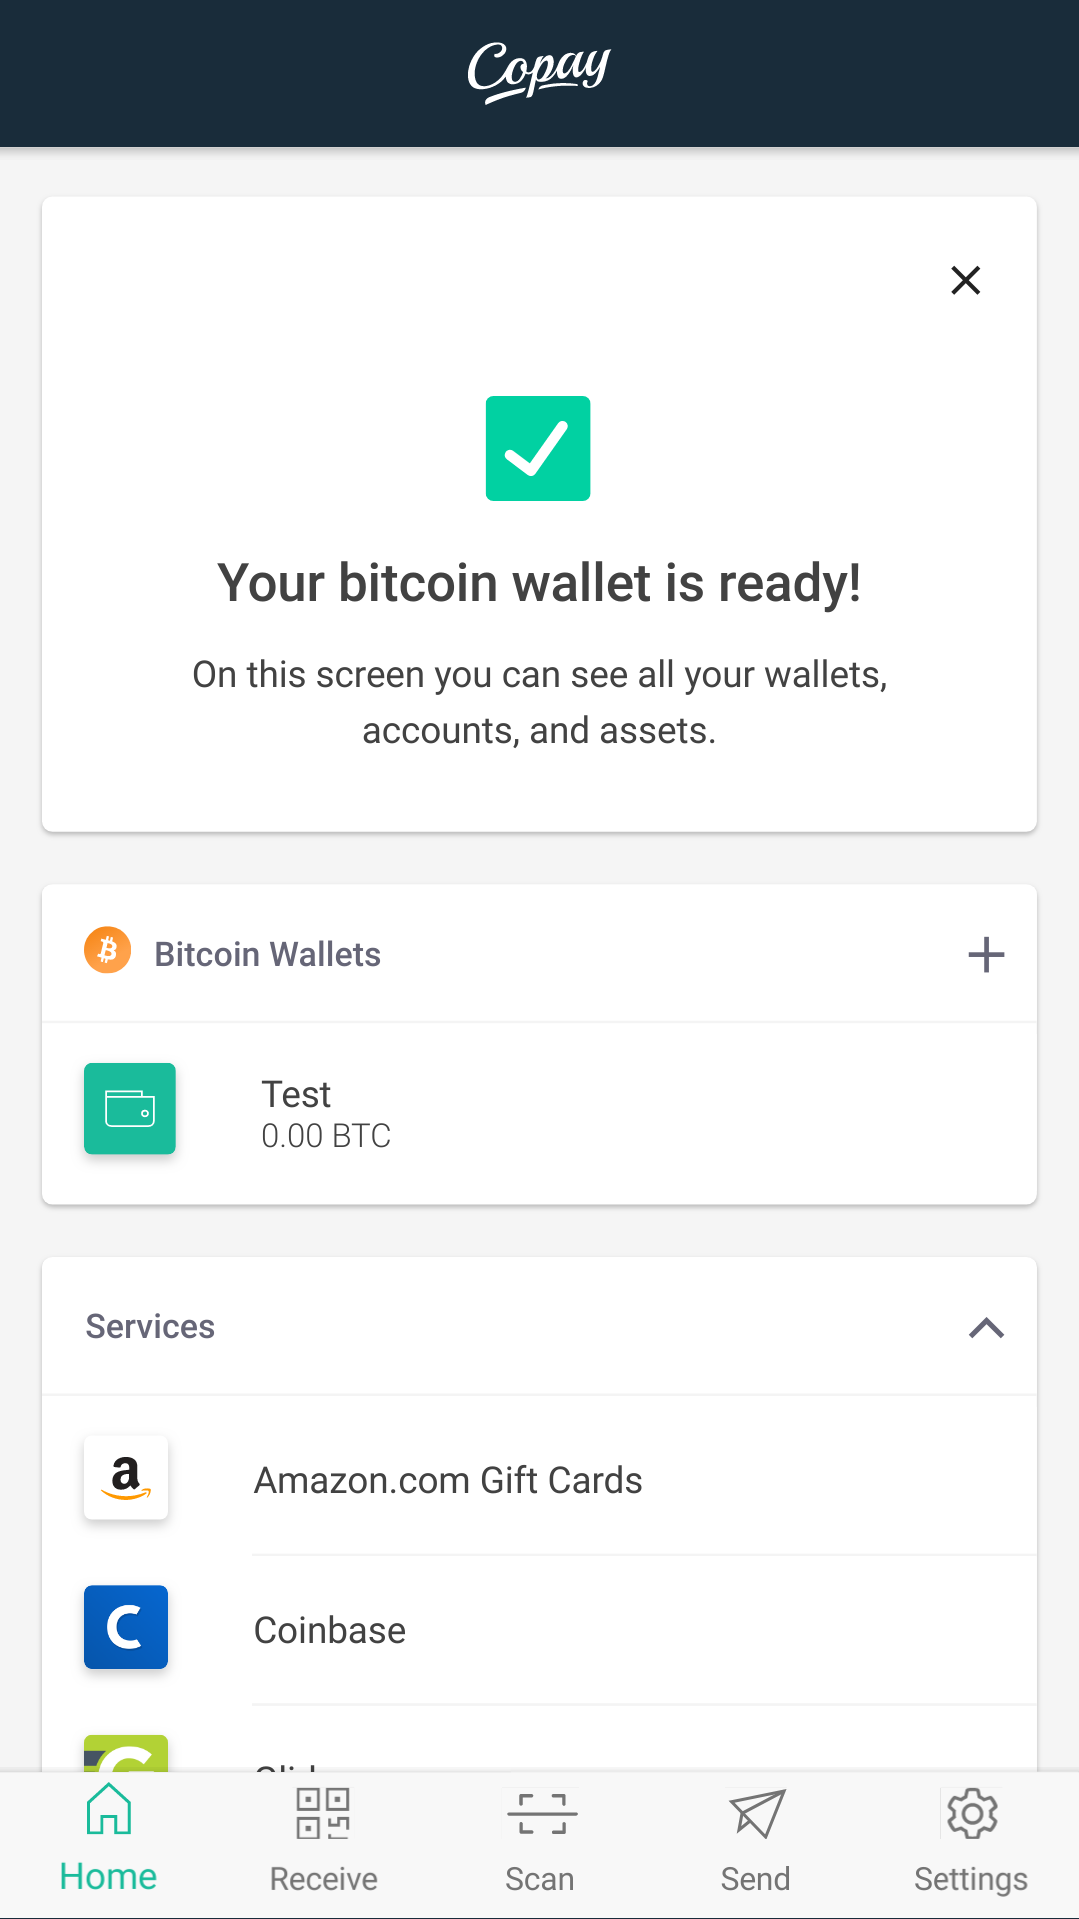 Copay
Your bitcoin wallet is ready!
On this screen you can see all your wallets,
accounts, and assets.
Bitcoin Wallets
Test
0.00 BTC
Services
Amazon.com Gift Cards
Coinbase
Home
Receive
Scan
Send
Settings